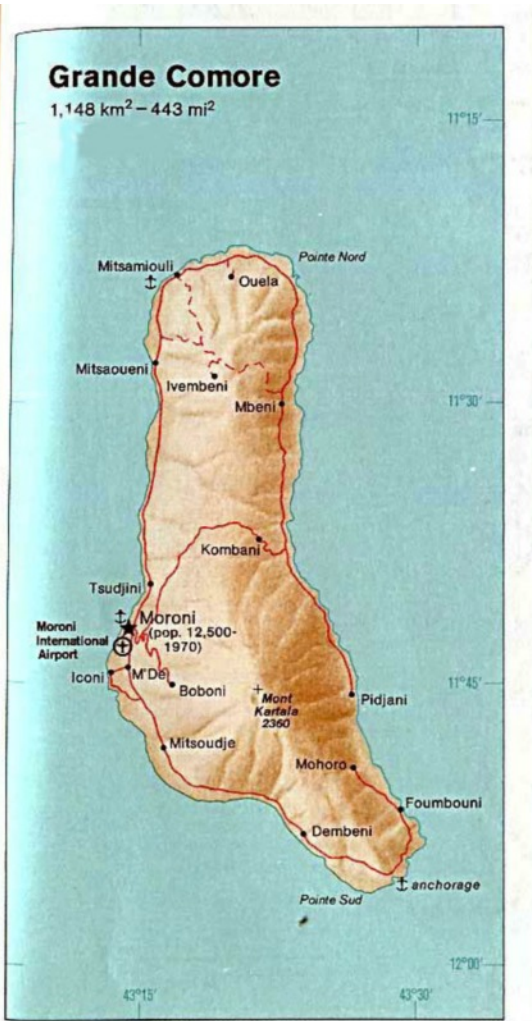 Grande Comore
1,148 km² – 443 mi²
11°15'
Pointe Nord
Mitsamiouli
Ouela
Mitsaoueni
Ivembeni
Mbeni
11°30'
Kombani
Tsudjini
Moroni
(pop. 12,500-
1970)
Moroni
International
Airport
Iconi
M'De
Boboni
11°45'
Mont
Kartala
2360
Pidjani
Mitsoudje
Mohoro
Foumbouni
Dembeni
anchorage
Pointe Sud
12°00'
43°15'
43°30'